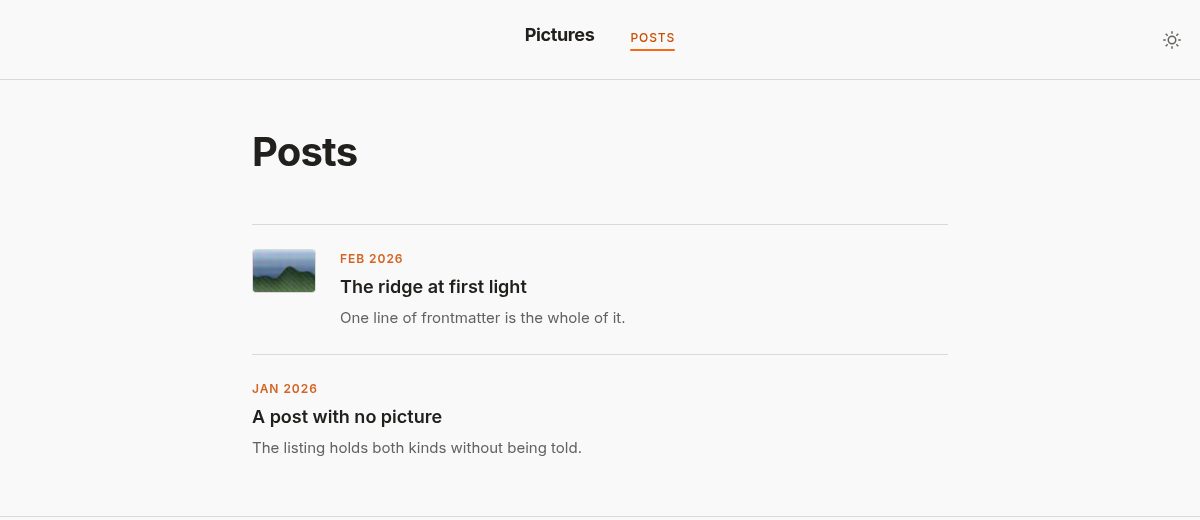 Pictures
POSTS
Posts
FEB 2026
The ridge at first light
One line of frontmatter is the whole of it.
JAN 2026
A post with no picture
The listing holds both kinds without being told.